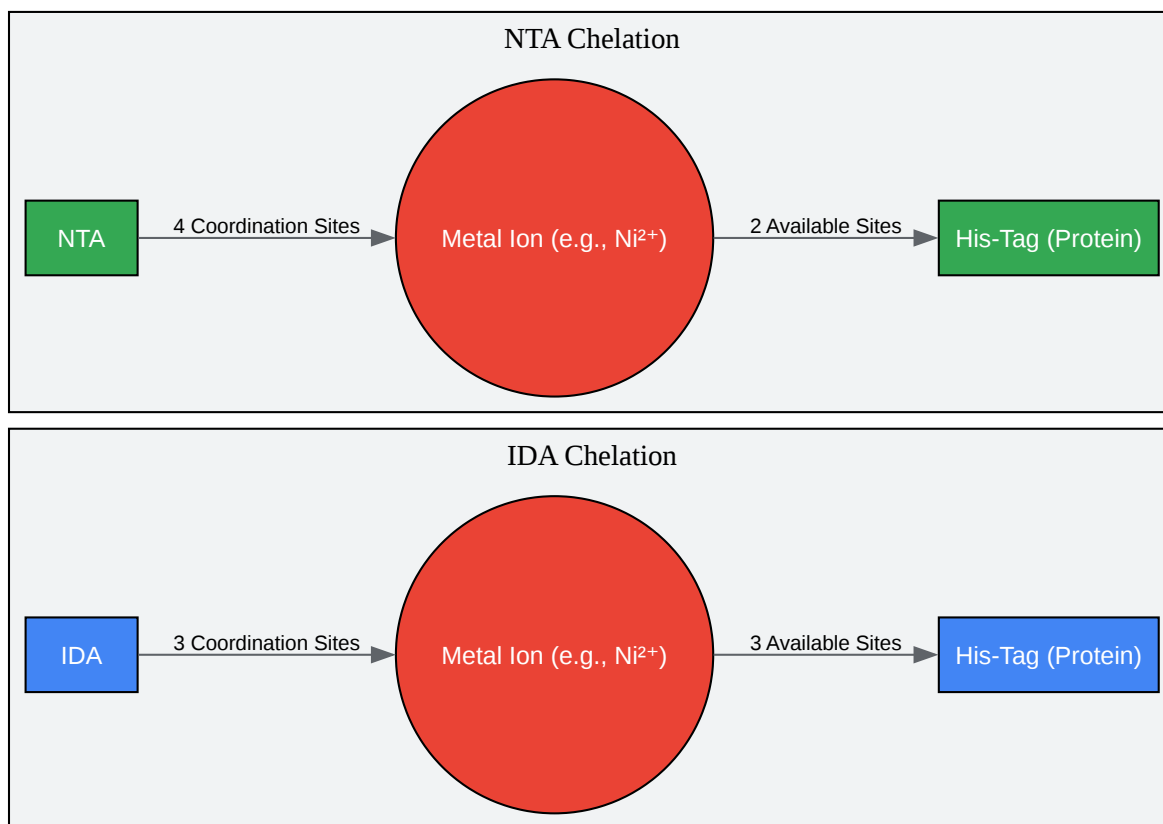 NTA Chelation
NTA
4 Coordination Sites
Metal Ion (e.g., Ni²⁺)
2 Available Sites
His-Tag (Protein)
IDA Chelation
IDA
3 Coordination Sites
Metal Ion (e.g., Ni²⁺)
3 Available Sites
His-Tag (Protein)